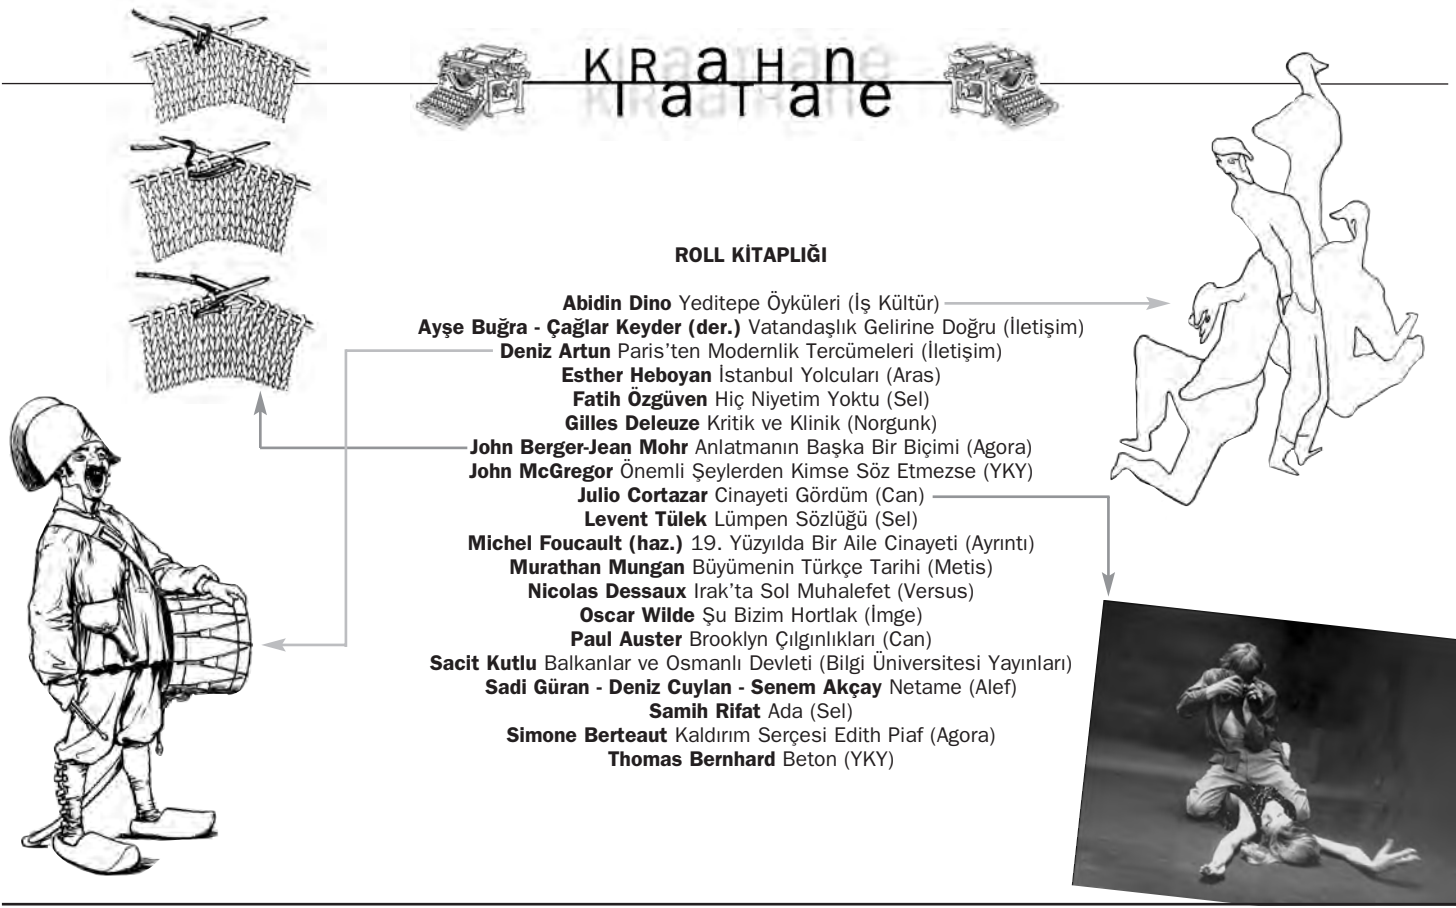 KIRaaTHane
ROLL KİTAPLIĞI
Abidin Dino Yeditepe Öyküleri (İş Kültür)
Ayşe Buğra - Çağlar Keyder (der.) Vatandaşlık Gelirine Doğru (İletişim)
Deniz Artun Paris'ten Modernlik Tercümeleri (İletişim)
Esther Heboyan İstanbul Yolcuları (Aras)
Fatih Özgüven Hiç Niyetim Yoktu (Sel)
Gilles Deleuze Kritik ve Klinik (Norgunk)
John Berger-Jean Mohr Anlatmanın Başka Bir Biçimi (Agora)
John McGregor Önemli Şeylerden Kimse Söz Etmezse (YKY)
Julio Cortazar Cinayeti Gördüm (Can)
Levent Tülek Lümpen Sözlüğü (Sel)
Michel Foucault (haz.) 19. Yüzyılda Bir Aile Cinayeti (Ayrıntı)
Murathan Mungan Büyümenin Türkçe Tarihi (Metis)
Nicolas Dessaux Irak'ta Sol Muhalefet (Versus)
Oscar Wilde Şu Bizim Hortlak (İmge)
Paul Auster Brooklyn Çılgınlıkları (Can)
Sacit Kutlu Balkanlar ve Osmanlı Devleti (Bilgi Üniversitesi Yayınları)
Sadi Güran - Deniz Cuylan - Senem Akçay Netame (Alef)
Samih Rifat Ada (Sel)
Simone Berteaut Kaldırım Serçesi Edith Piaf (Agora)
Thomas Bernhard Beton (YKY)